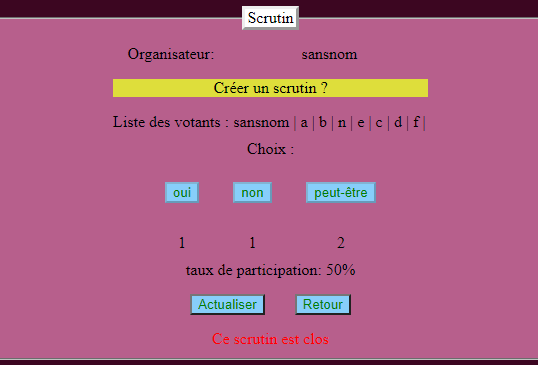 Scrutin
Organisateur: sansnom
Créer un scrutin ?
Liste des votants : sansnom | a | b | n | e | c | d | f |
Choix :
oui non peut-être
1 1 2
taux de participation: 50%
Actualiser Retour
Ce scrutin est clos